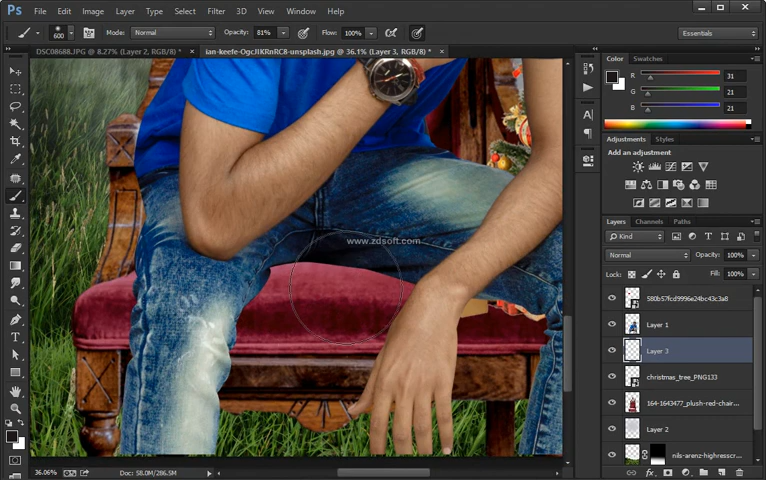 Ps File Edit Image Layer Type Select Filter 3D View Window Help
600 Mode: Normal Opacity: 81% Flow: 100% Essentials
DSC08688.JPG @ 8.27% (Layer 2, RGB/8) * ian-keefe-OgcJIKRnRC8-unsplash.jpg @ 36.1% (Layer 3, RGB/8) *
Color Swatches
R 31
G 21
B 21
Adjustments Styles
Add an adjustment
Layers Channels Paths
Kind
Normal Opacity: 100%
Lock: Fill: 100%
580b57fcd9996e24bc43c3a8
Layer 1
Layer 3
christmas_tree_PNG133
164-1643477_plush-red-chair...
Layer 2
nils-arenz-highresscr...
www.zdsoft.com
36.06% Doc: 58.0M/286.5M